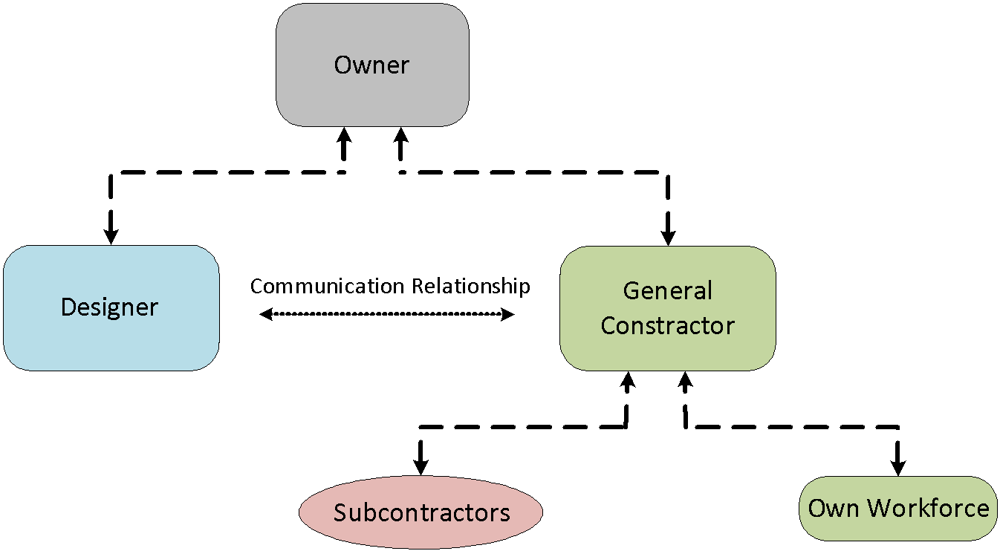 Owner
Designer
Communication Relationship
General
Constractor
Subcontractors
Own Workforce